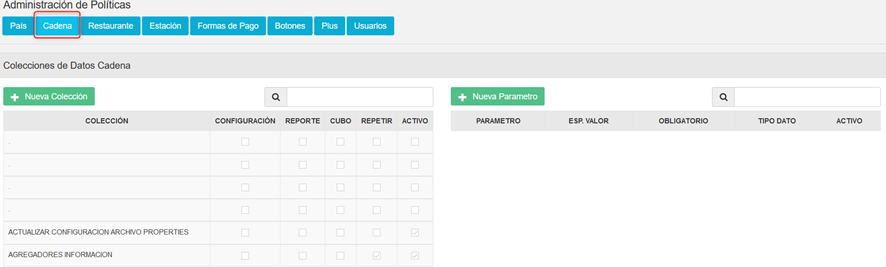 Administración de Políticas
País Cadena Restaurante Estación Formas de Pago Botones Plus Usuarios
Colecciones de Datos Cadena
+ Nueva Colección
+ Nueva Parametro
COLECCIÓN CONFIGURACIÓN REPORTE CUBO REPETIR ACTIVO
PARAMETRO ESP. VALOR OBLIGATORIO TIPO DATO ACTIVO
.
.
.
.
ACTUALIZAR CONFIGURACION ARCHIVO PROPERTIES
AGREGADORES INFORMACION